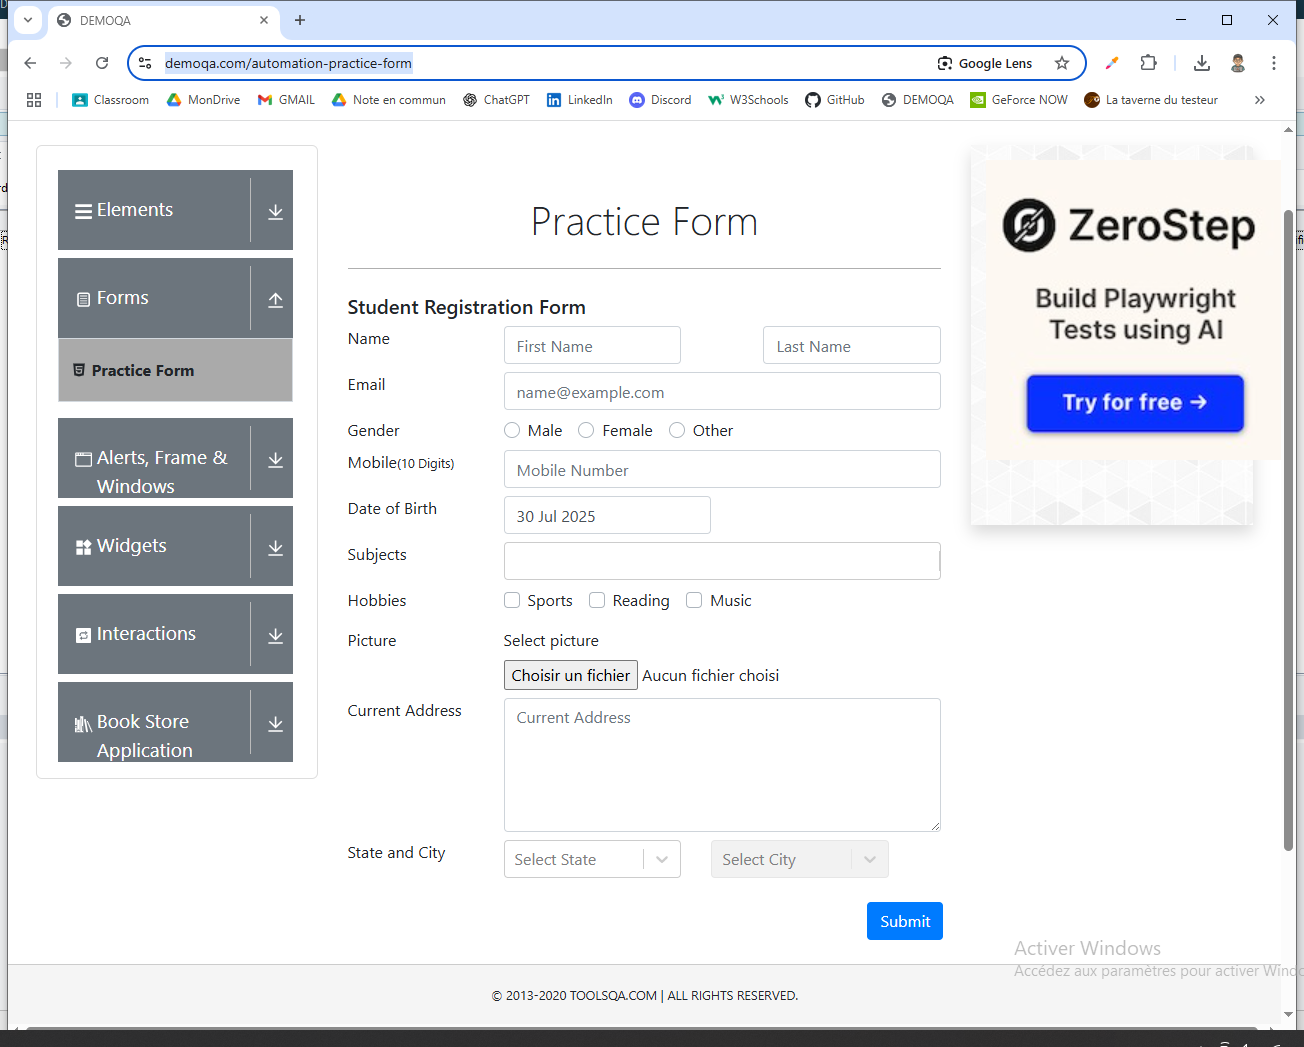 DEMOQA
demoqa.com/automation-practice-form
Google Lens
Classroom MonDrive GMAIL Note en commun ChatGPT LinkedIn Discord W3Schools GitHub DEMOQA GeForce NOW La taverne du testeur
Elements
Forms
Practice Form
Alerts, Frame &
Windows
Widgets
Interactions
Book Store
Application
Practice Form
Student Registration Form
Name
First Name
Last Name
Email
name@example.com
Gender
Male Female Other
Mobile(10 Digits)
Mobile Number
Date of Birth
30 Jul 2025
Subjects
Hobbies
Sports Reading Music
Picture
Select picture
Choisir un fichier Aucun fichier choisi
Current Address
Current Address
State and City
Select State
Select City
Submit
ZeroStep
Build Playwright
Tests using AI
Try for free →
Activer Windows
Accédez aux paramètres pour activer Windo
© 2013-2020 TOOLSQA.COM | ALL RIGHTS RESERVED.